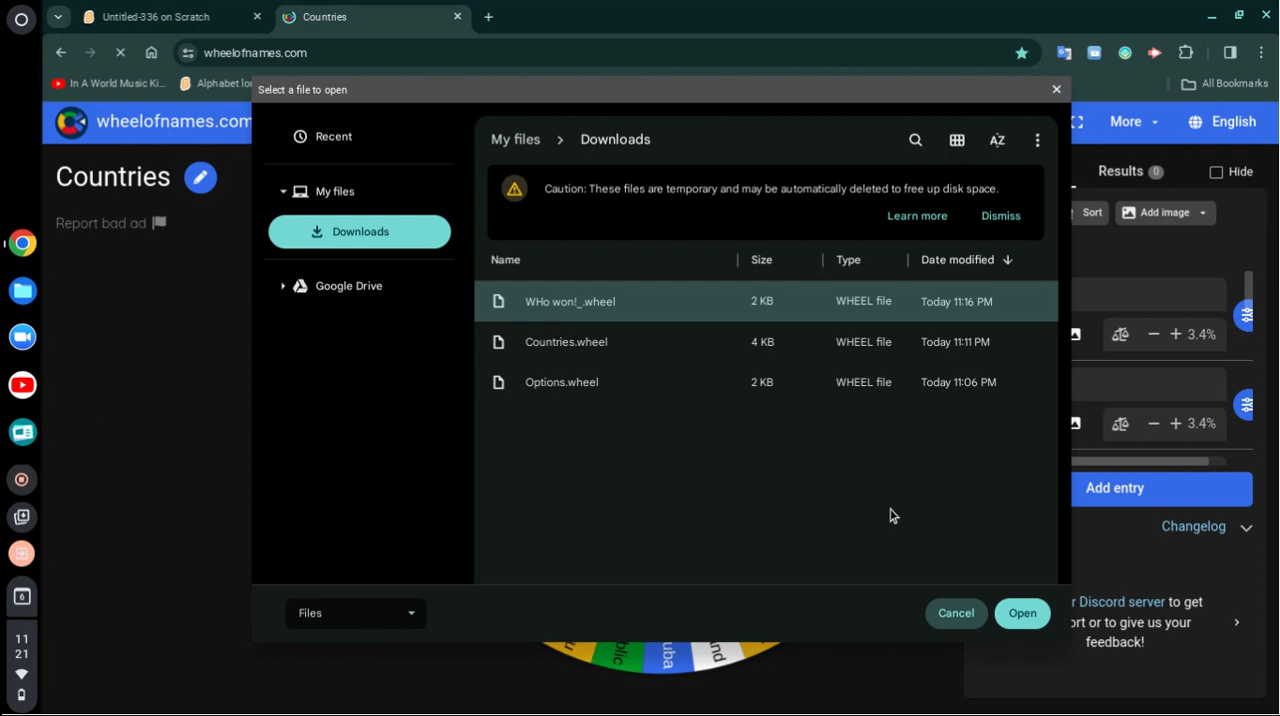 Untitled-336 on Scratch
Countries
wheelofnames.com
In A World Music Ki...
Alphabet lo
All Bookmarks
Select a file to open
wheelofnames.com
More
English
Recent
My files > Downloads
Countries
Results 0
Hide
My files
Caution: These files are temporary and may be automatically deleted to free up disk space.
Learn more
Dismiss
Sort
Add image
Report bad ad
Downloads
Name
Size
Type
Date modified
Google Drive
WHo won!_.wheel
2 KB
WHEEL file
Today 11:16 PM
Countries.wheel
4 KB
WHEEL file
Today 11:11 PM
3.4%
Options.wheel
2 KB
WHEEL file
Today 11:06 PM
3.4%
Add entry
Changelog
6
r Discord server to get
ort or to give us your
feedback!
Files
Cancel
Open
11
21
blic
uba
nd